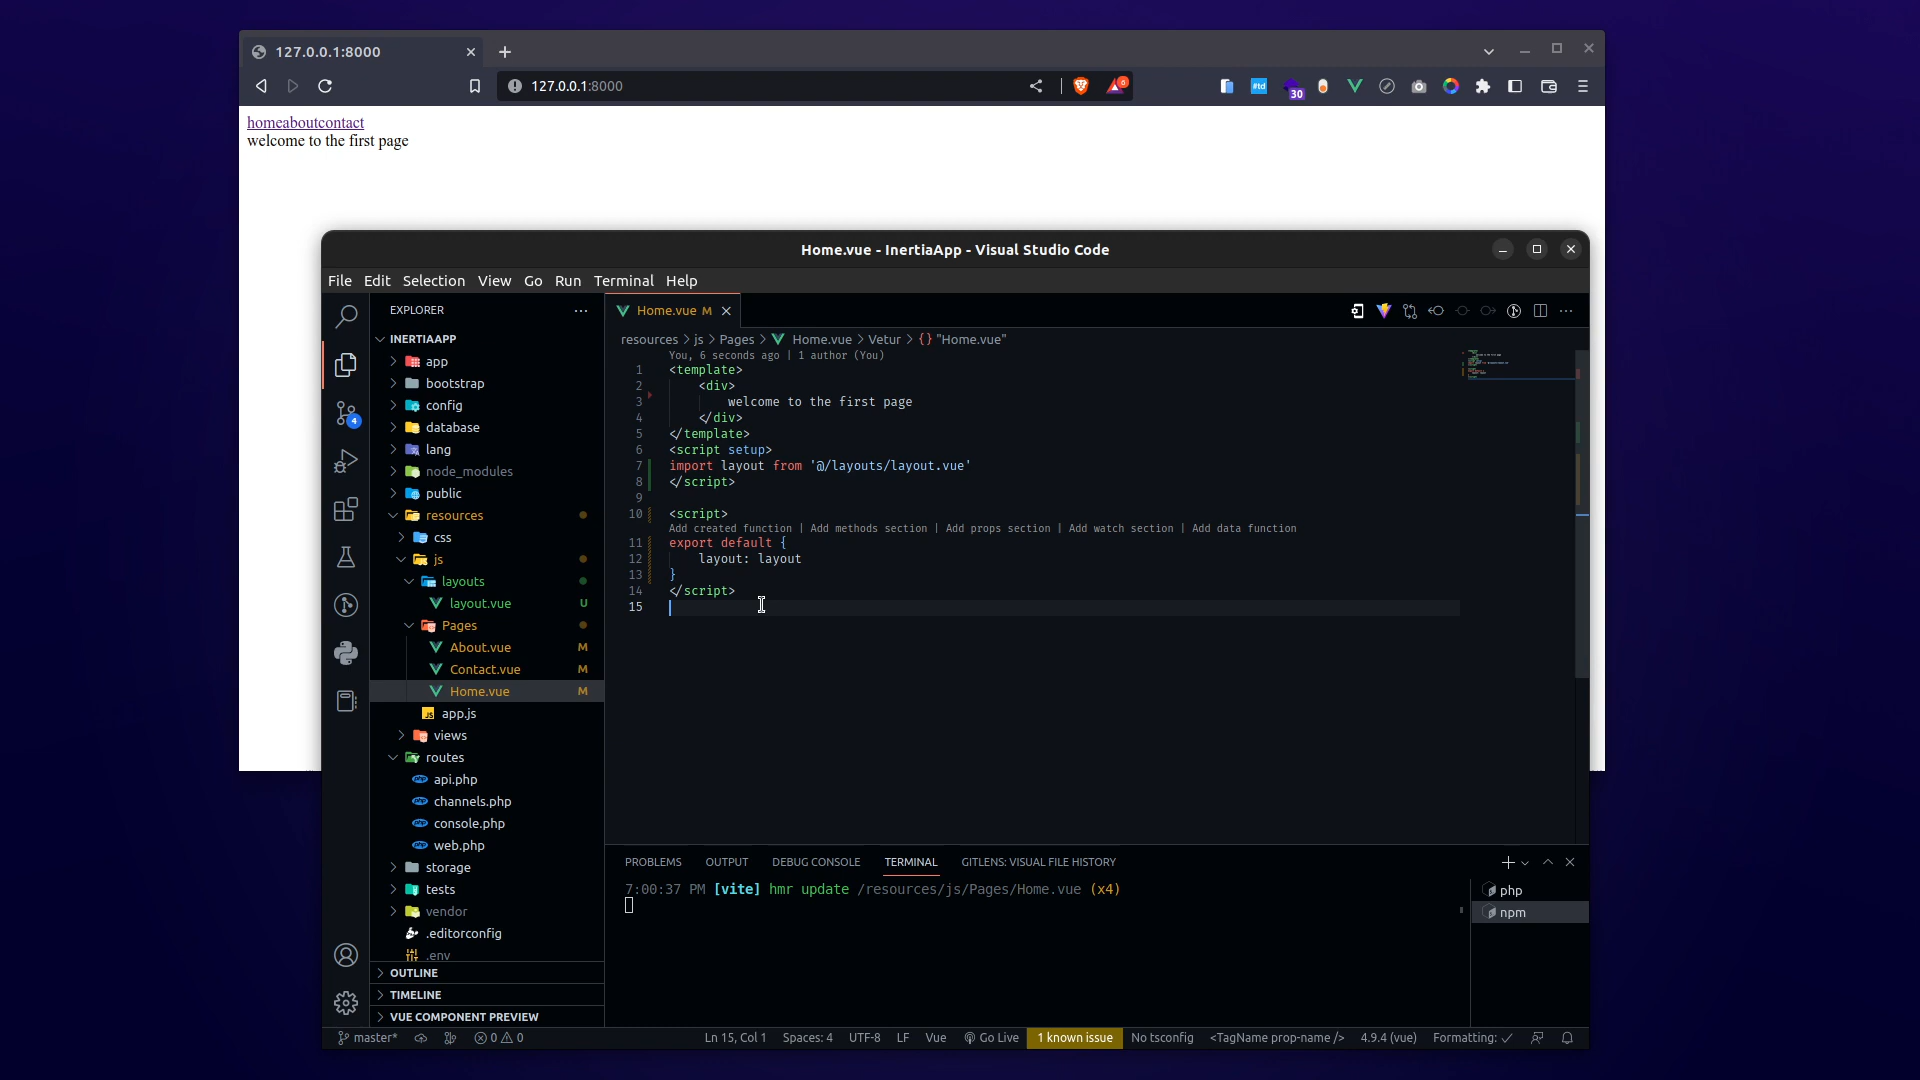 127.0.0.1:8000
127.0.0.1:8000
6
#td
30
homeaboutcontact
welcome to the first page
Home.vue - InertiaApp - Visual Studio Code
File Edit Selection View Go Run Terminal Help
EXPLORER
INERTIAAPP
app
bootstrap
config
database
lang
node_modules
public
resources
css
js
layouts
layout.vue U
Pages
About.vue M
Contact.vue M
Home.vue M
JS app.js
views
routes
php api.php
php channels.php
php console.php
php web.php
storage
tests
vendor
.editorconfig
.env
OUTLINE
TIMELINE
VUE COMPONENT PREVIEW
4
Home.vue M
resources > js > Pages > Home.vue > Vetur > {} "Home.vue"
You, 6 seconds ago | 1 author (You)
1 <template>
2 <div>
3 welcome to the first page
4 </div>
5 </template>
6 <script setup>
7 import layout from '@/layouts/layout.vue'
8 </script>
9
10 <script>
Add created function | Add methods section | Add props section | Add watch section | Add data function
11 export default {
12 layout: layout
13 }
14 </script>
15
PROBLEMS OUTPUT DEBUG CONSOLE TERMINAL GITLENS: VISUAL FILE HISTORY
7:00:37 PM [vite] hmr update /resources/js/Pages/Home.vue (x4)
php
npm
master* 0 0 Ln 15, Col 1 Spaces: 4 UTF-8 LF Vue Go Live 1 known issue No tsconfig <TagName prop-name /> 4.9.4 (vue) Formatting: ✓